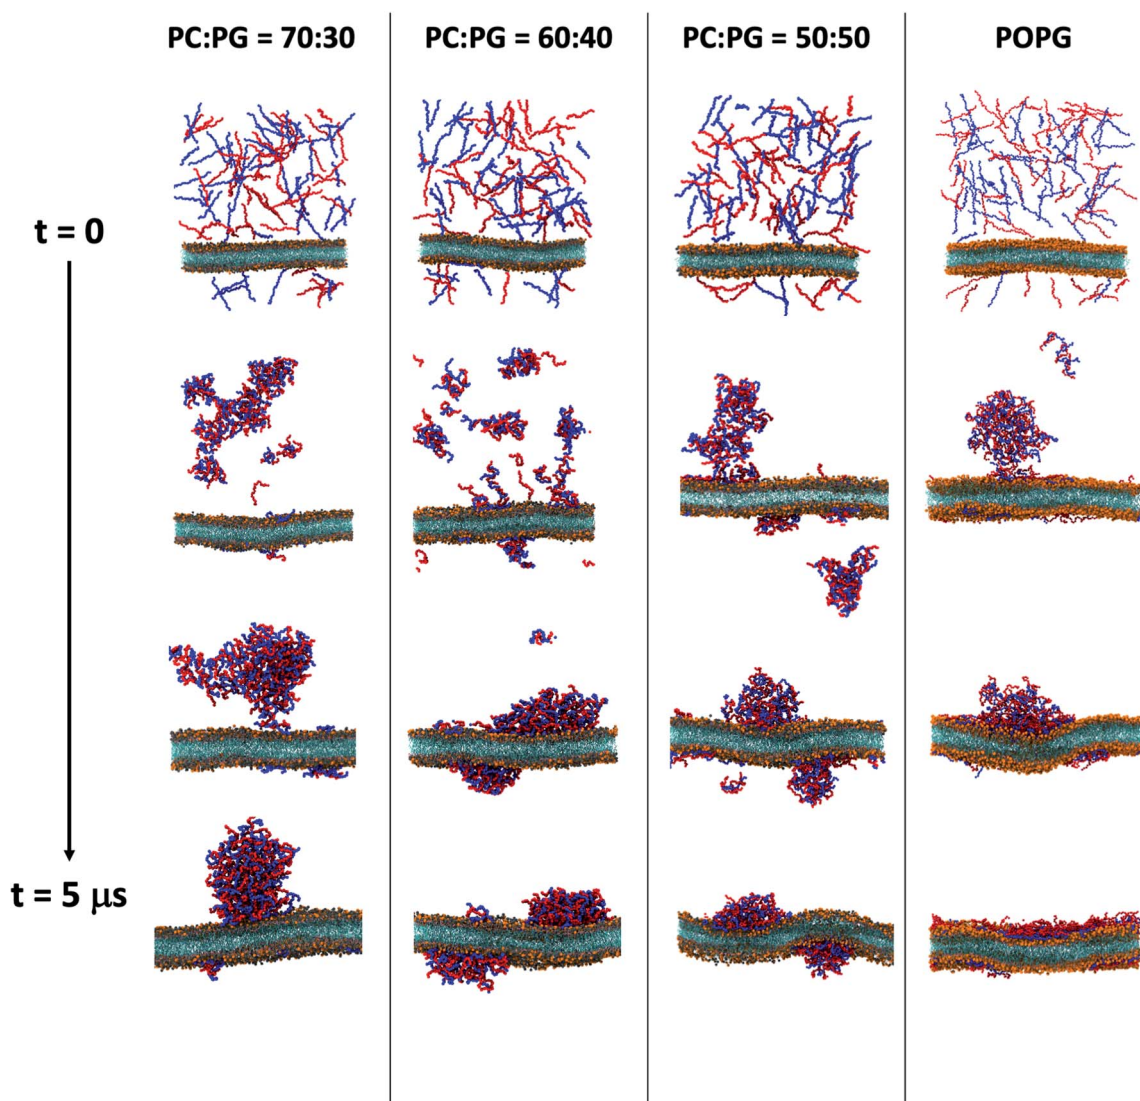 PC:PG = 70:30
PC:PG = 60:40
PC:PG = 50:50
POPG
t = 0
t = 5 μs